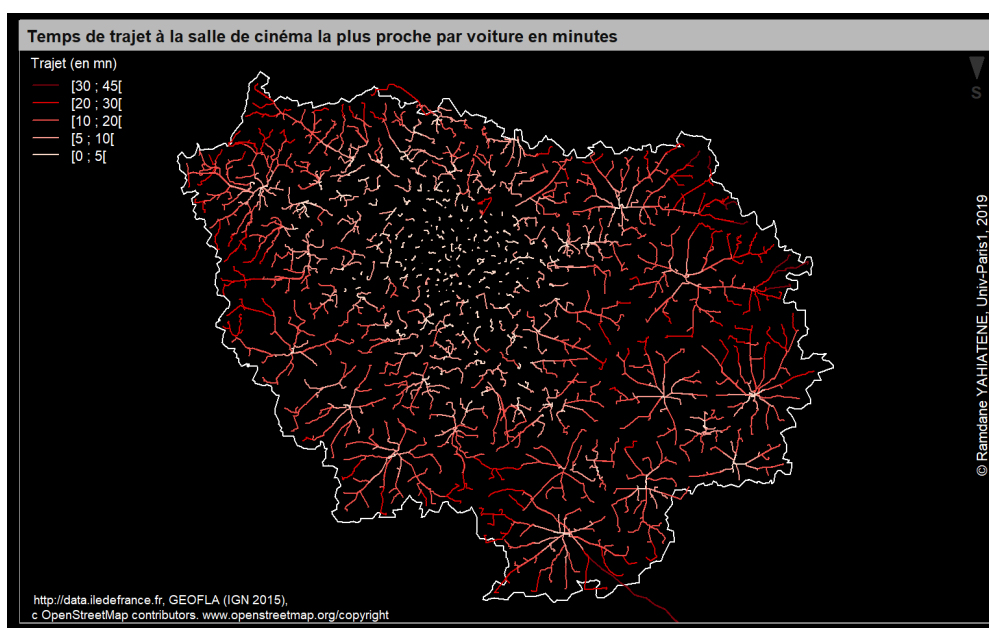 Temps de trajet à la salle de cinéma la plus proche par voiture en minutes
Trajet (en mn)
[30 ; 45[
[20 ; 30[
[10 ; 20[
[5 ; 10[
[0 ; 5[
S
© Ramdane YAHIATENE, Univ-Paris1, 2019
http://data.iledefrance.fr, GEOFLA (IGN 2015),
c OpenStreetMap contributors. www.openstreetmap.org/copyright